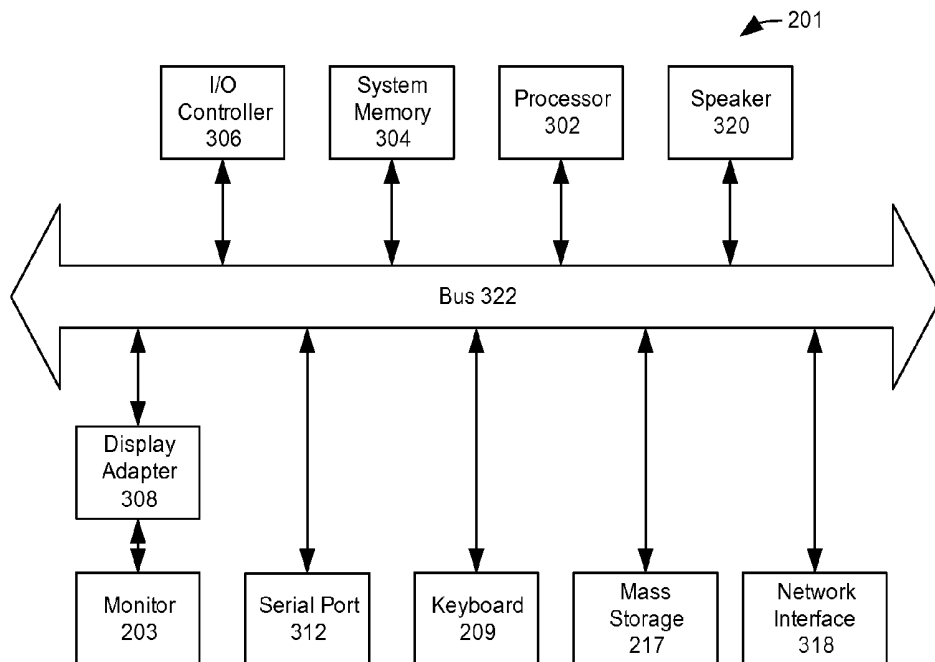 201
I/O
Controller
306
System
Memory
304
Processor
302
Speaker
320
Bus 322
Display
Adapter
308
Monitor
203
Serial Port
312
Keyboard
209
Mass
Storage
217
Network
Interface
318